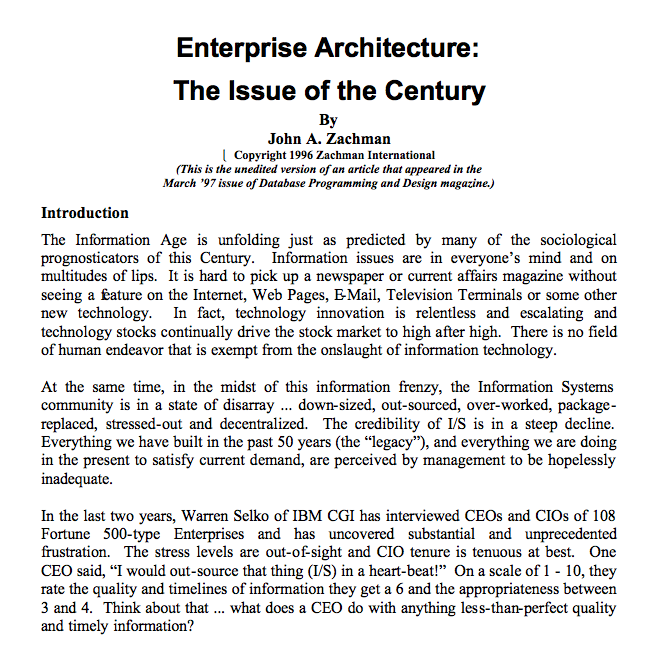 Enterprise Architecture:
The Issue of the Century
By
John A. Zachman
Copyright 1996 Zachman International
(This is the unedited version of an article that appeared in the
March ’97 issue of Database Programming and Design magazine.)
Introduction
The Information Age is unfolding just as predicted by many of the sociological
prognosticators of this Century. Information issues are in everyone’s mind and on
multitudes of lips. It is hard to pick up a newspaper or current affairs magazine without
seeing a feature on the Internet, Web Pages, E-Mail, Television Terminals or some other
new technology. In fact, technology innovation is relentless and escalating and
technology stocks continually drive the stock market to high after high. There is no field
of human endeavor that is exempt from the onslaught of information technology.
At the same time, in the midst of this information frenzy, the Information Systems
community is in a state of disarray ... down-sized, out-sourced, over-worked, package-
replaced, stressed-out and decentralized. The credibility of I/S is in a steep decline.
Everything we have built in the past 50 years (the “legacy”), and everything we are doing
in the present to satisfy current demand, are perceived by management to be hopelessly
inadequate.
In the last two years, Warren Selko of IBM CGI has interviewed CEOs and CIOs of 108
Fortune 500-type Enterprises and has uncovered substantial and unprecedented
frustration. The stress levels are out-of-sight and CIO tenure is tenuous at best. One
CEO said, “I would out-source that thing (I/S) in a heart-beat!” On a scale of 1 - 10, they
rate the quality and timelines of information they get a 6 and the appropriateness between
3 and 4. Think about that ... what does a CEO do with anything less-than-perfect quality
and timely information?